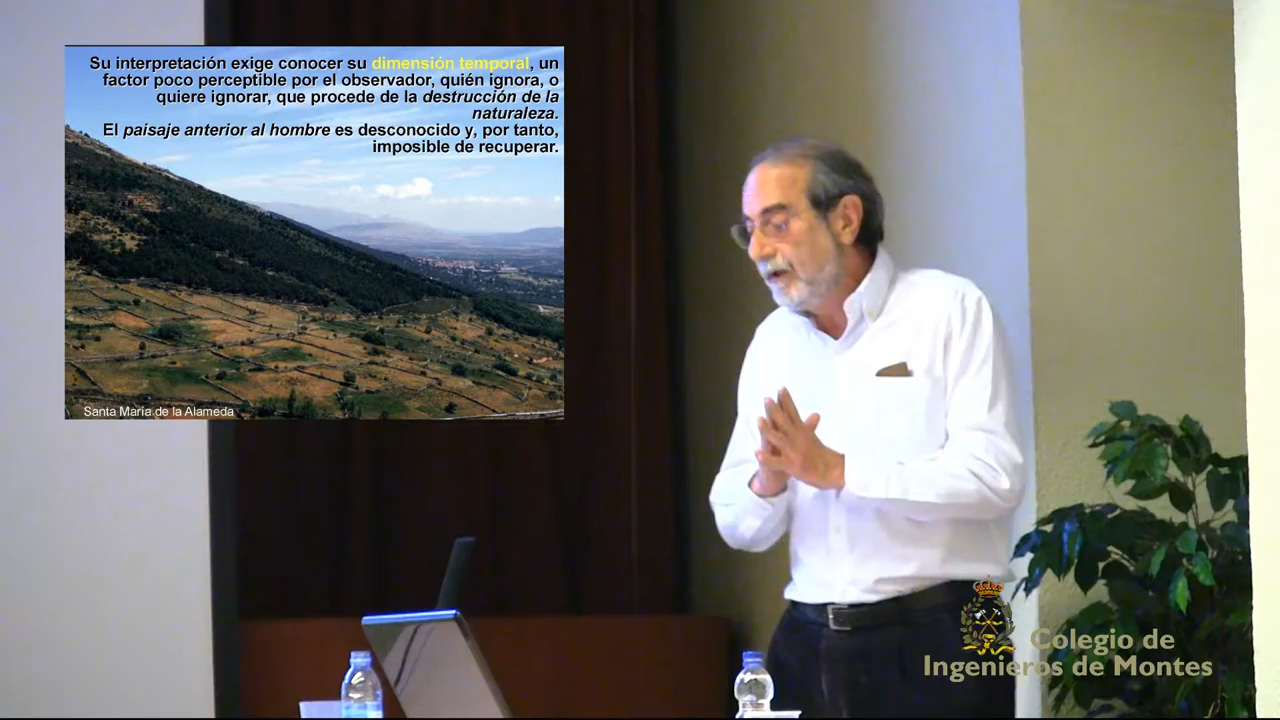 Su interpretación exige conocer su dimensión temporal, un
factor poco perceptible por el observador, quién ignora, o
quiere ignorar, que procede de la destrucción de la
naturaleza.
El paisaje anterior al hombre es desconocido y, por tanto,
imposible de recuperar.
Santa María de la Alameda
Colegio de
Ingenieros de Montes